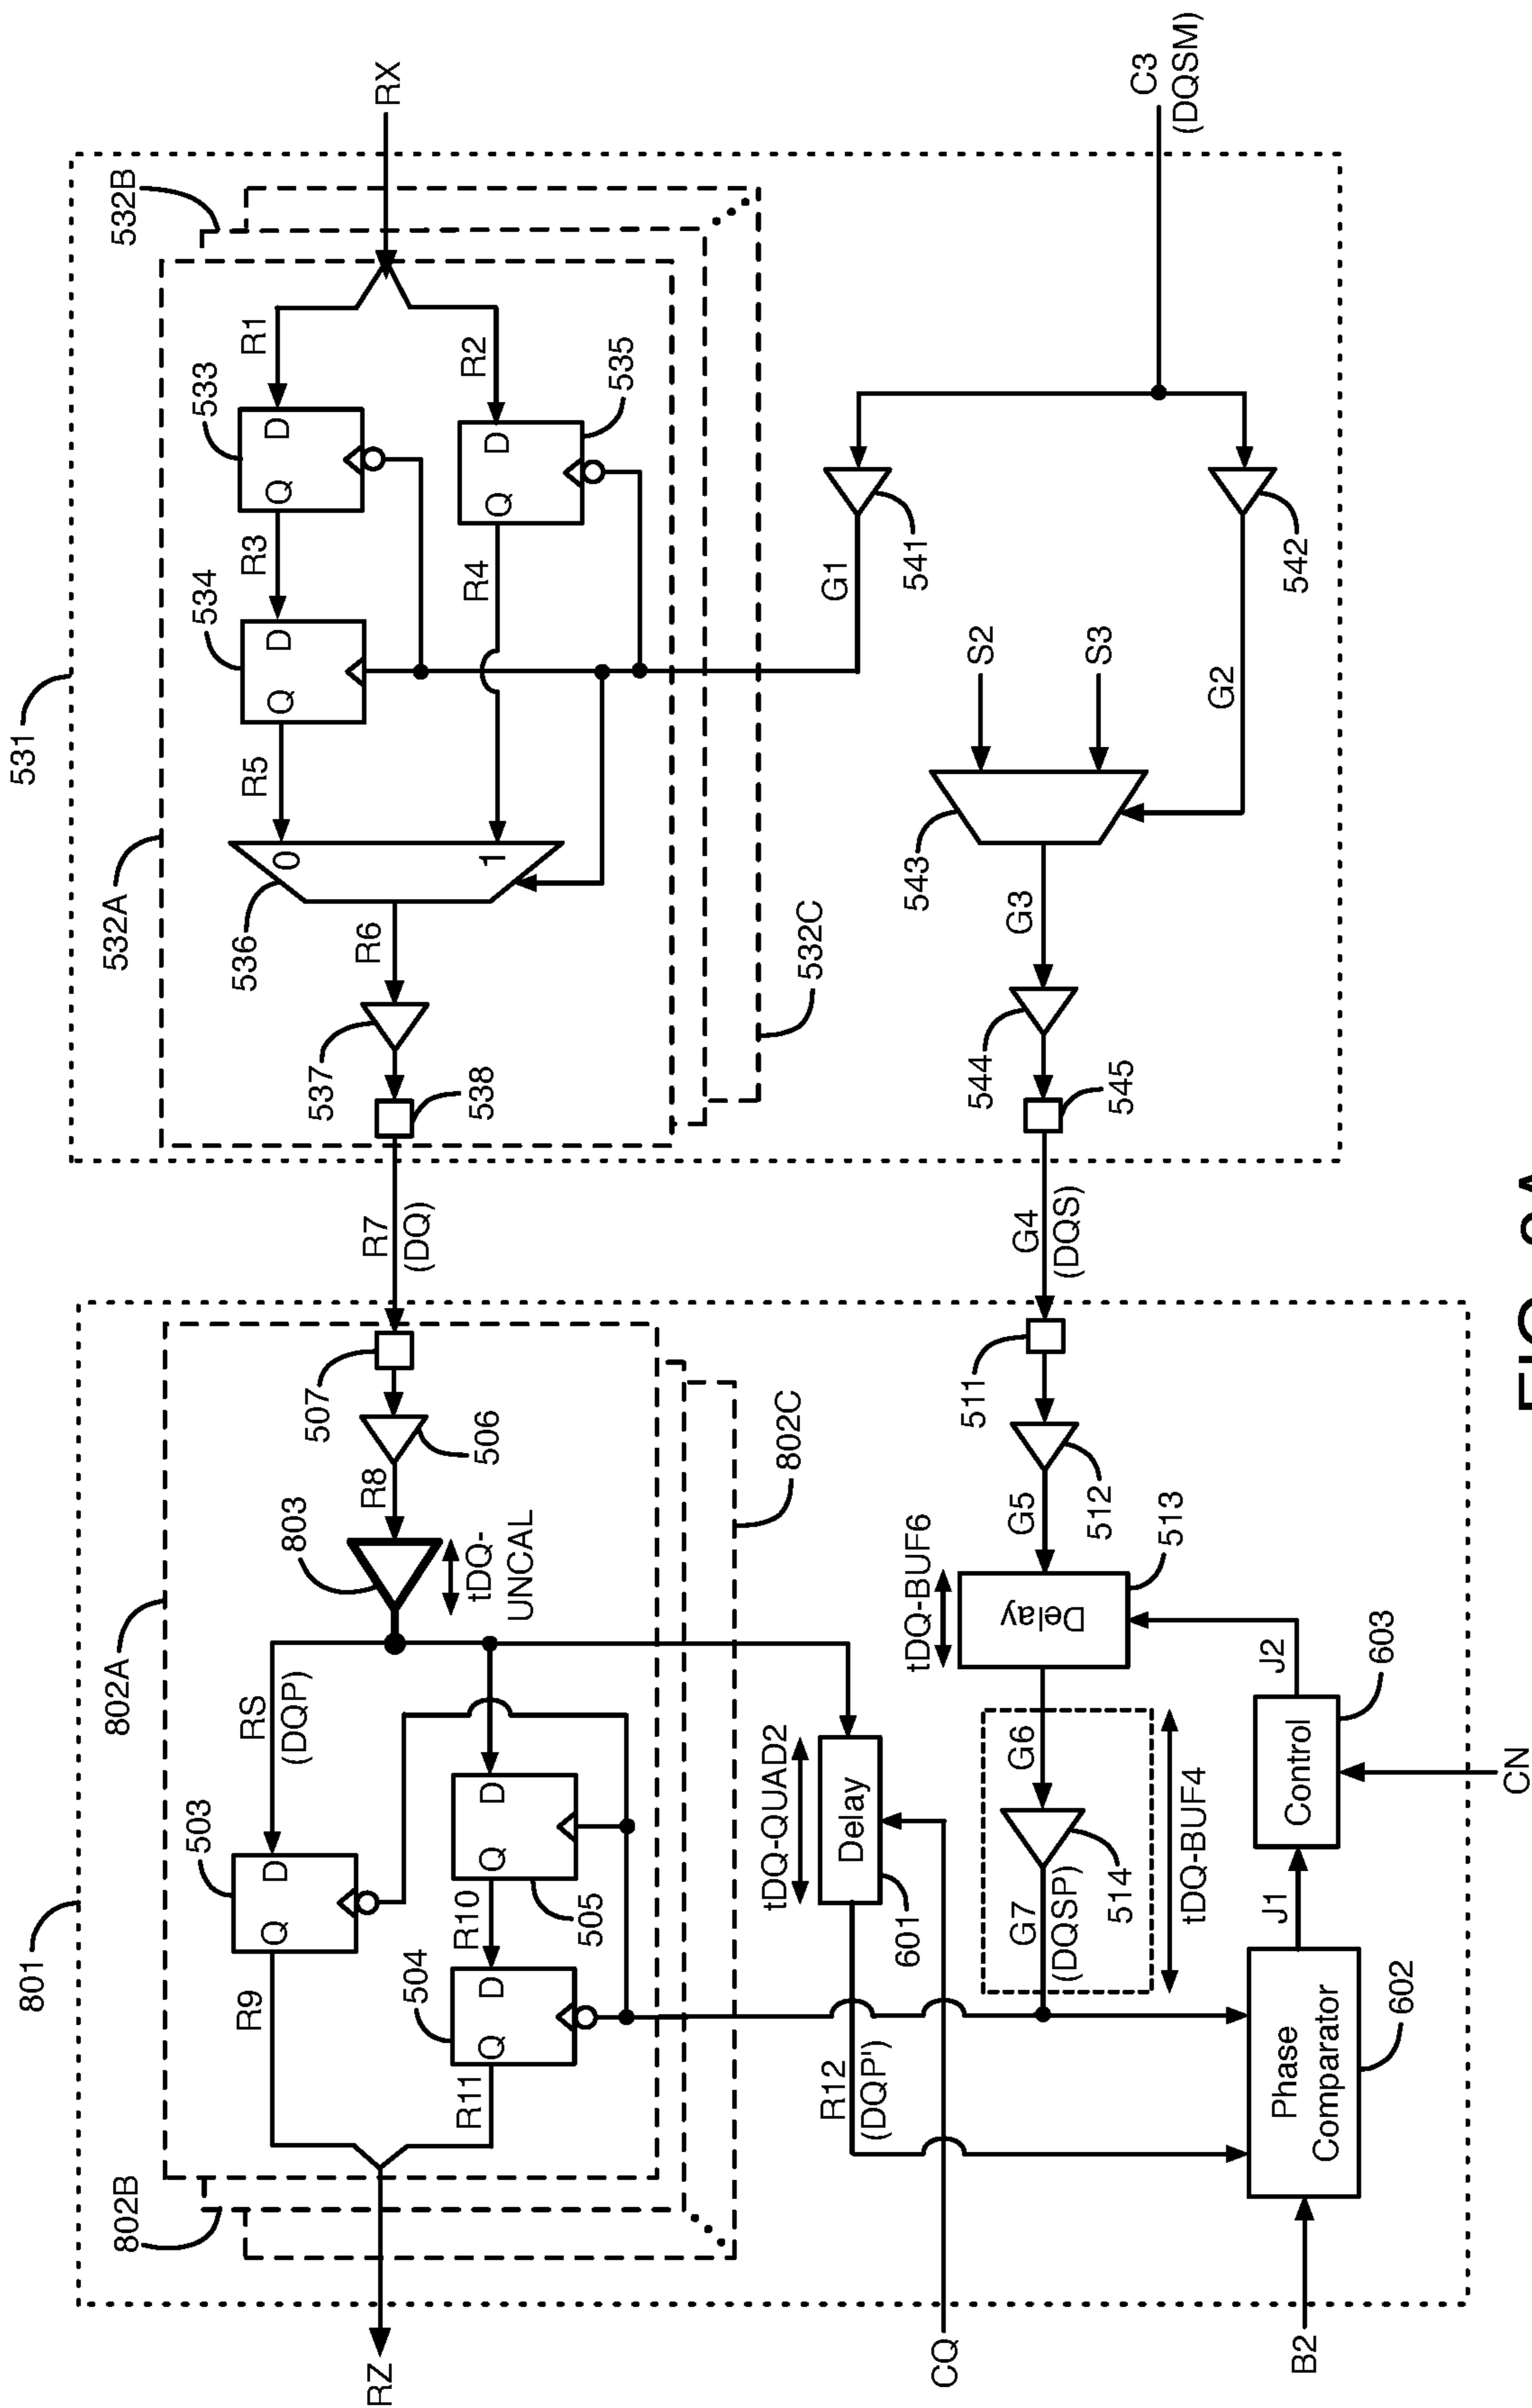 801
802A
802B
RZ
R9
503
Q
D
RS
(DQP)
803
R8
507
506
tDQ-
UNCAL
504
Q
D
R11
R10
505
Q
D
802C
tDQ-QUAD2
Delay
601
R12
(DQP')
CQ
tDQ-BUF6
Delay
513
G5
512
511
G6
G7
(DQSP)
514
tDQ-BUF4
Phase
Comparator
602
B2
J1
Control
603
J2
CN
R7
(DQ)
G4
(DQS)
531
532A
532B
RX
R1
533
D
Q
R3
534
D
Q
R5
R2
535
D
Q
R4
0
1
536
R6
537
538
532C
G1
541
C3
(DQSM)
542
G2
S2
S3
543
G3
544
545